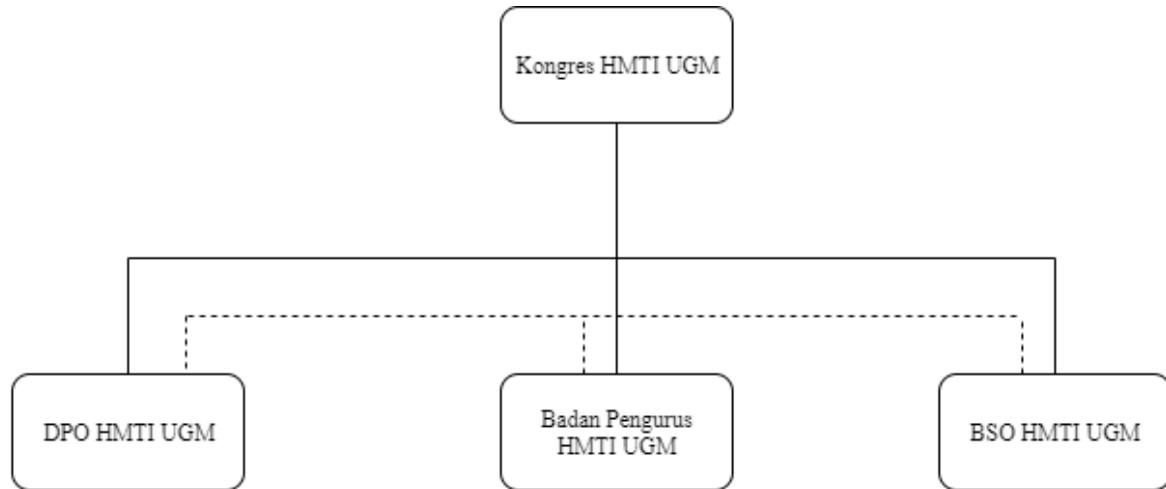 Kongres HMTI UGM
DPO HMTI UGM
Badan Pengurus
HMTI UGM
BSO HMTI UGM